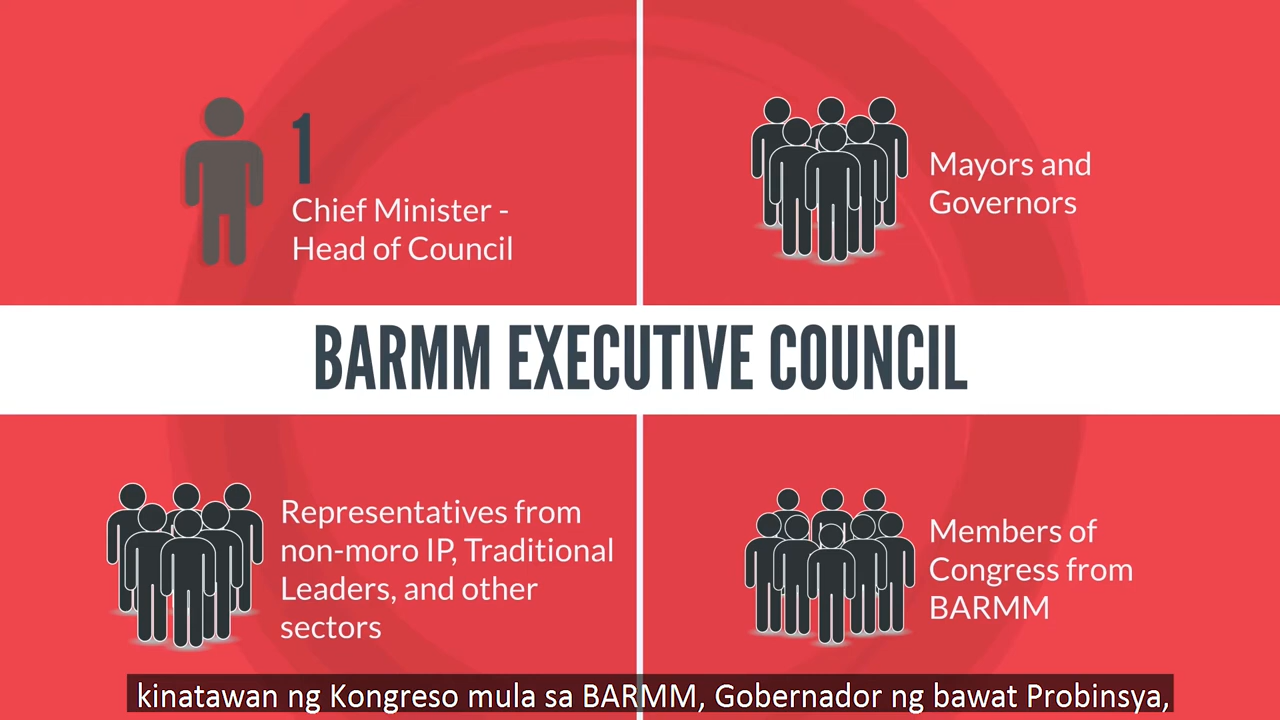 1
Chief Minister -
Head of Council
Mayors and
Governors
BARMM EXECUTIVE COUNCIL
Representatives from
non-moro IP, Traditional
Leaders, and other
sectors
Members of
Congress from
BARMM
kinatawan ng Kongreso mula sa BARMM, Gobernador ng bawat Probinsya,